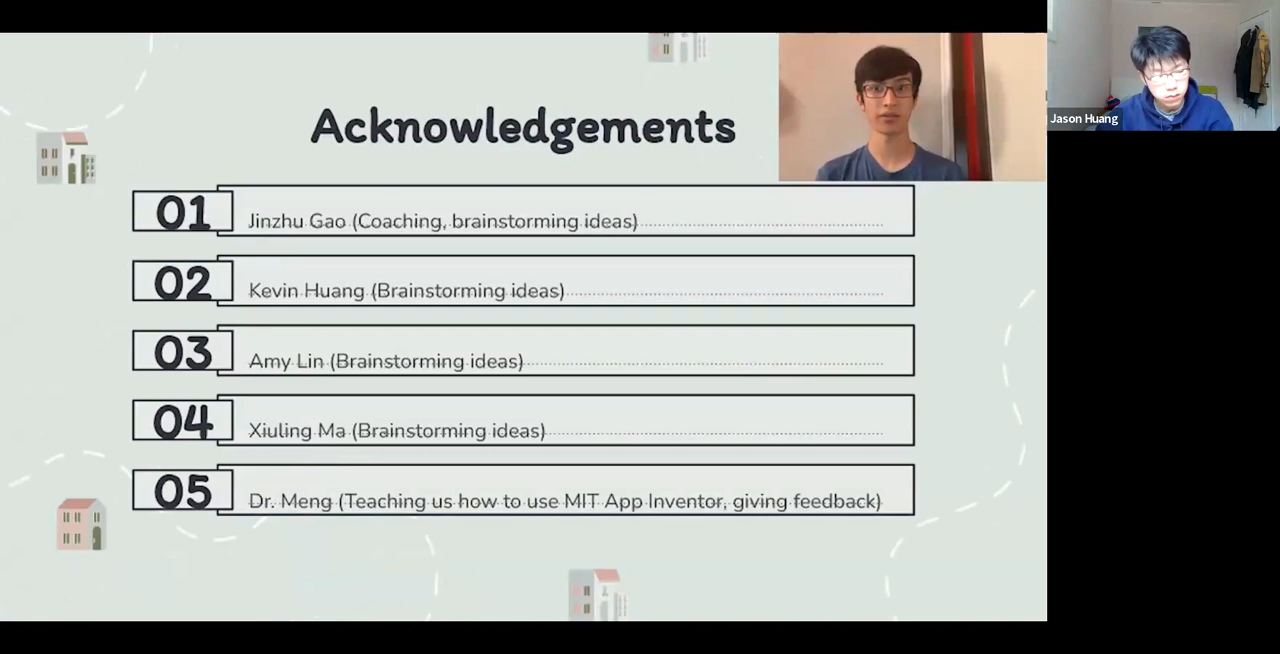 Acknowledgements
01
Jinzhu Gao (Coaching, brainstorming ideas)
02
Kevin Huang (Brainstorming ideas)
03
Amy Lin (Brainstorming ideas)
04
Xiuling Ma (Brainstorming ideas)
05
Dr. Meng (Teaching us how to use MIT App Inventor, giving feedback)
Jason Huang